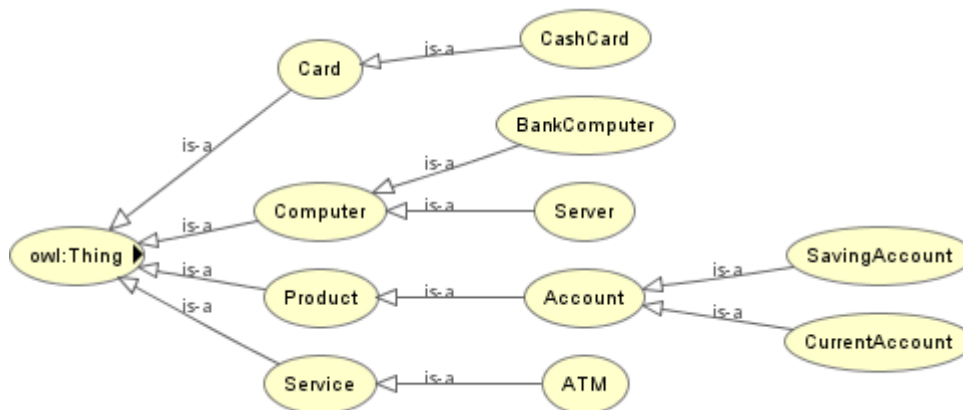 CashCard
is-a
Card
is-a
BankComputer
is-a
Computer
is-a
Server
is-a
owl:Thing
is-a
Product
is-a
Account
is-a
SavingAccount
is-a
CurrentAccount
is-a
Service
is-a
ATM